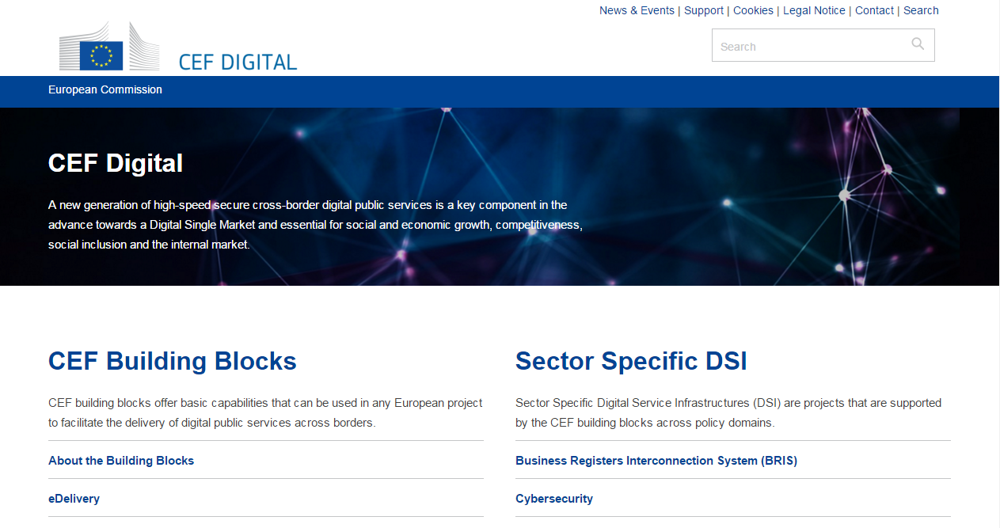 News & Events | Support | Cookies | Legal Notice | Contact | Search
Search
CEF DIGITAL
European Commission
CEF Digital
A new generation of high-speed secure cross-border digital public services is a key component in the
advance towards a Digital Single Market and essential for social and economic growth, competitiveness,
social inclusion and the internal market.
CEF Building Blocks
CEF building blocks offer basic capabilities that can be used in any European project
to facilitate the delivery of digital public services across borders.
About the Building Blocks
eDelivery
Sector Specific DSI
Sector Specific Digital Service Infrastructures (DSI) are projects that are supported
by the CEF building blocks across policy domains.
Business Registers Interconnection System (BRIS)
Cybersecurity